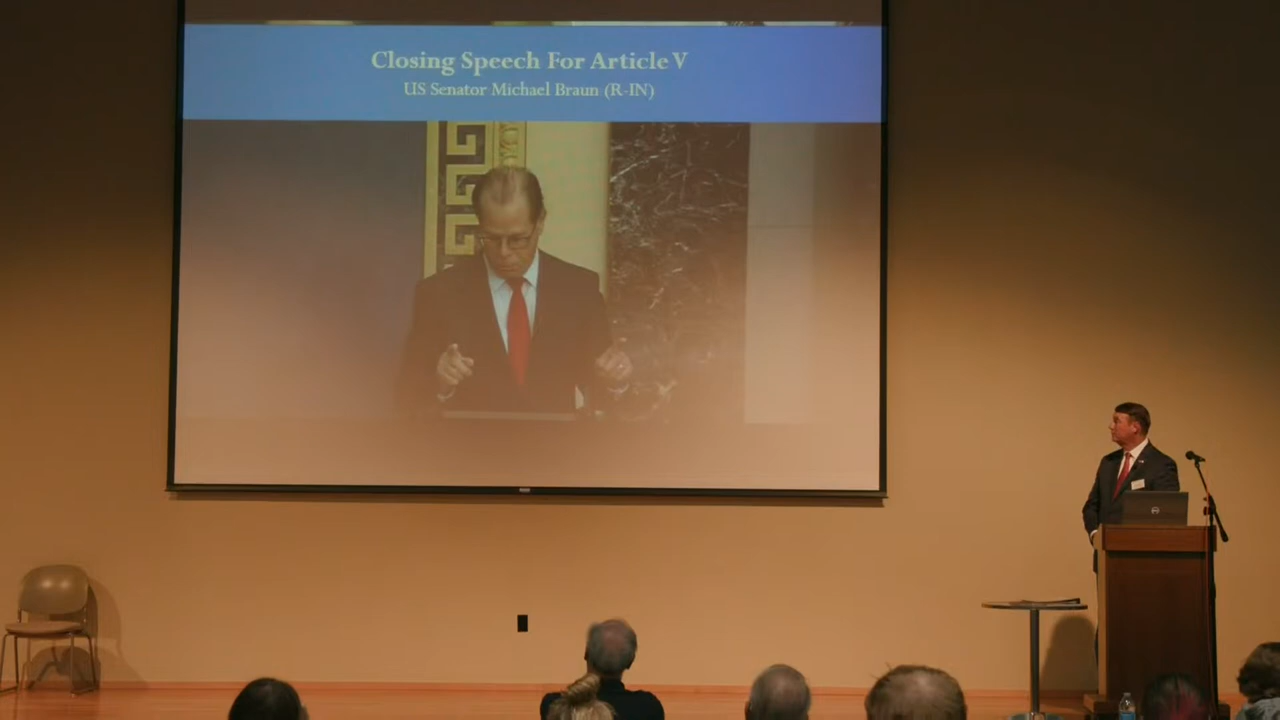 Closing Speech For Article V
US Senator Michael Braun (R-IN)